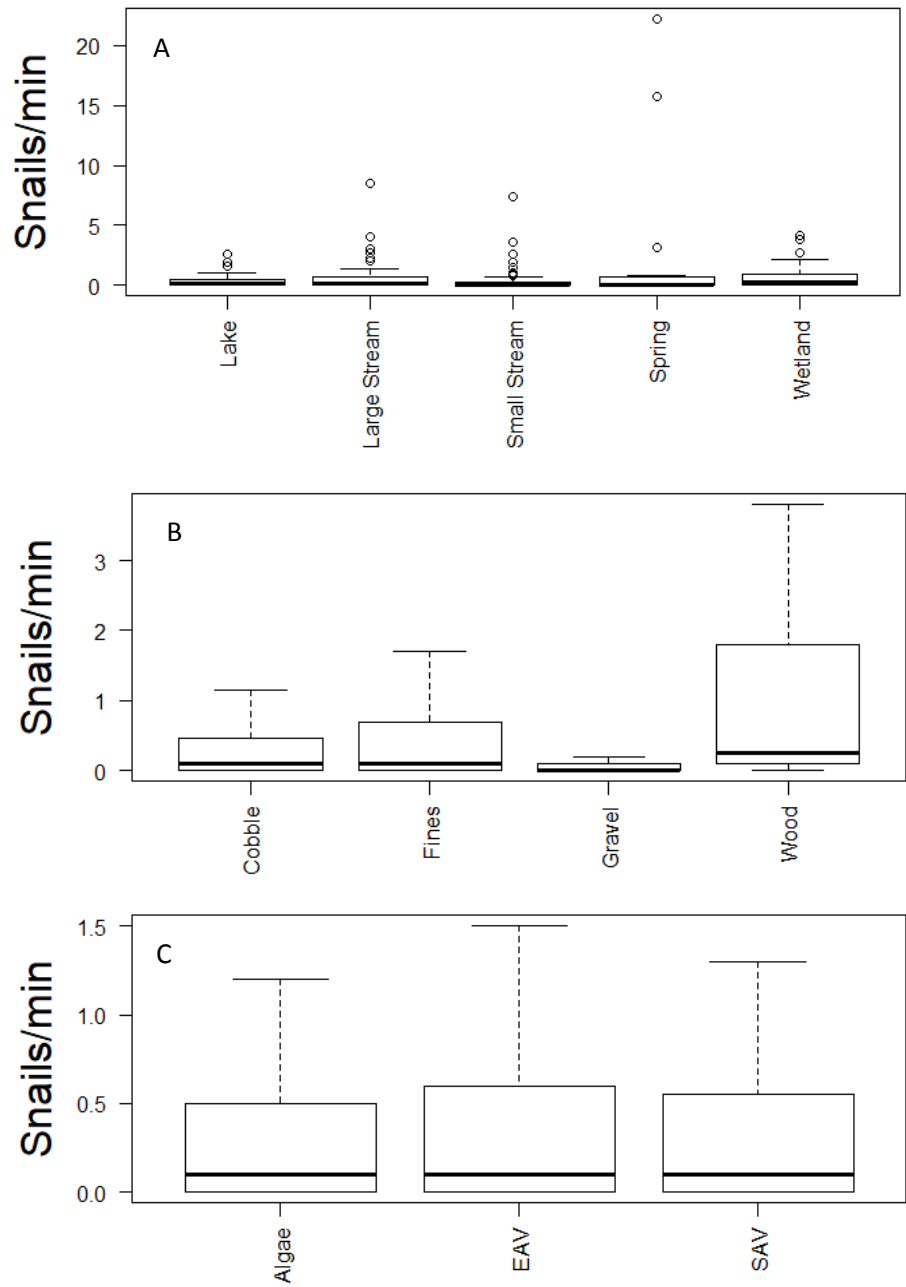 A
Snails/min
20
15
10
5
0
Lake
Large Stream
Small Stream
Spring
Wetland
B
Snails/min
3
2
1
0
Cobble
Fines
Gravel
Wood
C
Snails/min
1.5
1.0
0.5
0.0
Algae
EAV
SAV